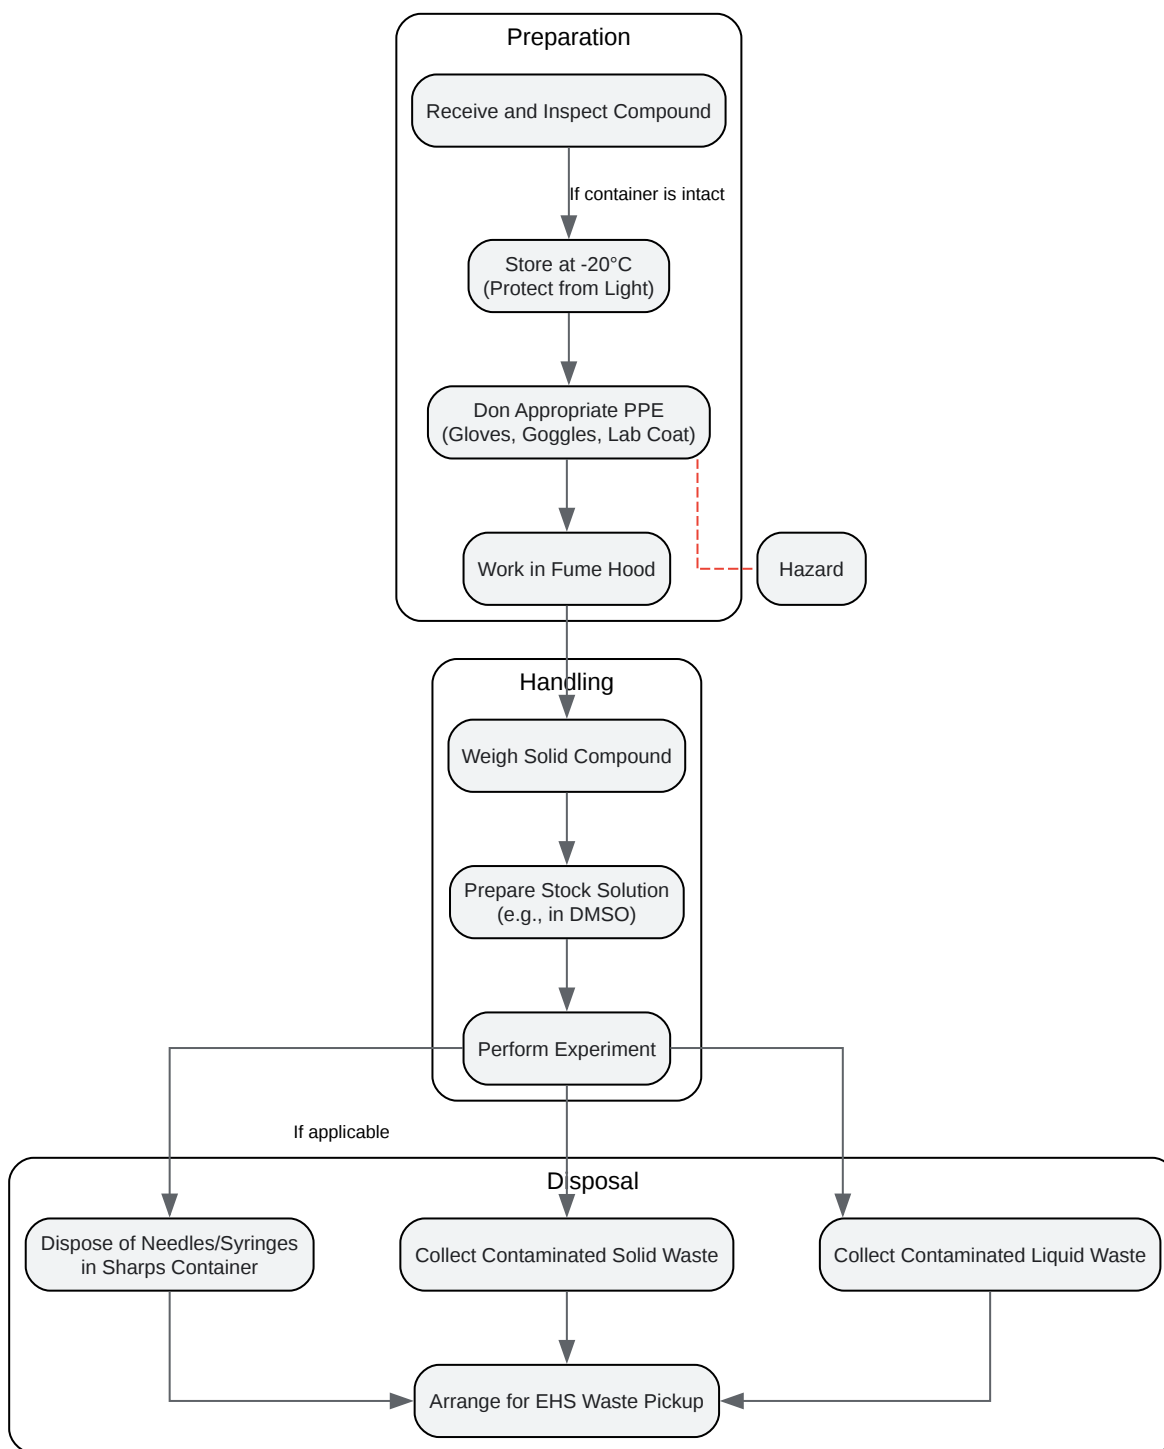 Preparation
Receive and Inspect Compound
If container is intact
Store at -20°C
(Protect from Light)
Don Appropriate PPE
(Gloves, Goggles, Lab Coat)
Work in Fume Hood
Hazard
Handling
Weigh Solid Compound
Prepare Stock Solution
(e.g., in DMSO)
Perform Experiment
If applicable
Disposal
Dispose of Needles/Syringes
in Sharps Container
Collect Contaminated Solid Waste
Collect Contaminated Liquid Waste
Arrange for EHS Waste Pickup